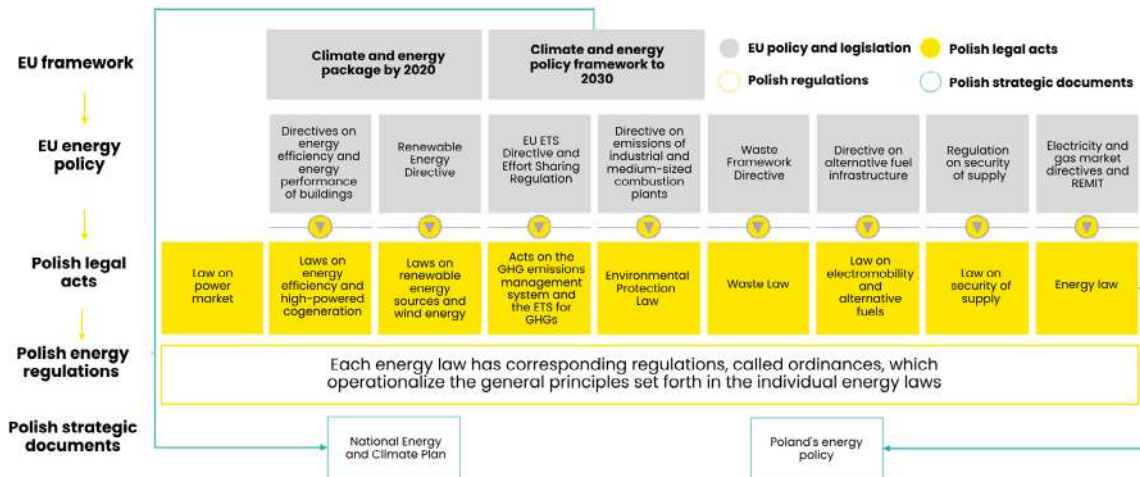 EU framework
Climate and energy
package by 2020
Climate and energy
policy framework to
2030
EU policy and legislation
Polish legal acts
Polish regulations
Polish strategic documents
EU energy
policy
Directives on
energy
efficiency and
energy
performance
of buildings
Renewable
Energy
Directive
EU ETS
Directive and
Effort Sharing
Regulation
Directive on
emissions of
industrial and
medium-sized
combustion
plants
Waste
Framework
Directive
Directive on
alternative fuel
infrastructure
Regulation
on security
of supply
Electricity and
gas market
directives and
REMIT
Polish legal
acts
Law on
power
market
Laws on
energy
efficiency and
high-powered
cogeneration
Laws on
renewable
energy
sources and
wind energy
Acts on the
GHG emissions
management
system and
the ETS for
GHGs
Environmental
Protection
Law
Waste Law
Law on
electromobility
and
alternative
fuels
Law on
security of
supply
Energy law
Polish energy
regulations
Each energy law has corresponding regulations, called ordinances, which
operationalize the general principles set forth in the individual energy laws
Polish strategic
documents
National Energy
and Climate Plan
Poland's energy
policy